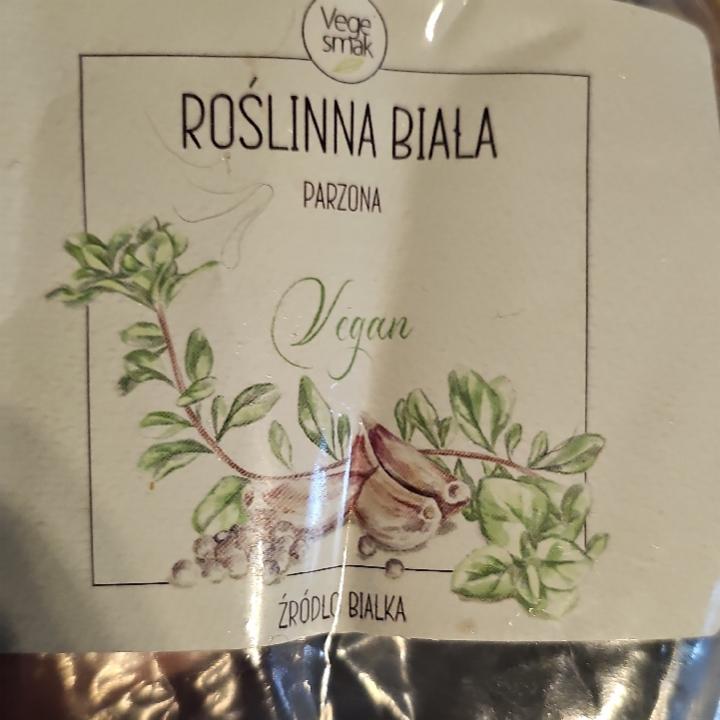 Vege
smak
ROŚLINNA BIAŁA
PARZONA
Vegan
ŹRÓDŁO BIAŁKA